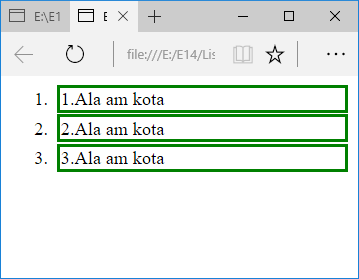 E:\E1
E
file:///E:/E14/Lis
1. 1.Ala am kota
2. 2.Ala am kota
3. 3.Ala am kota